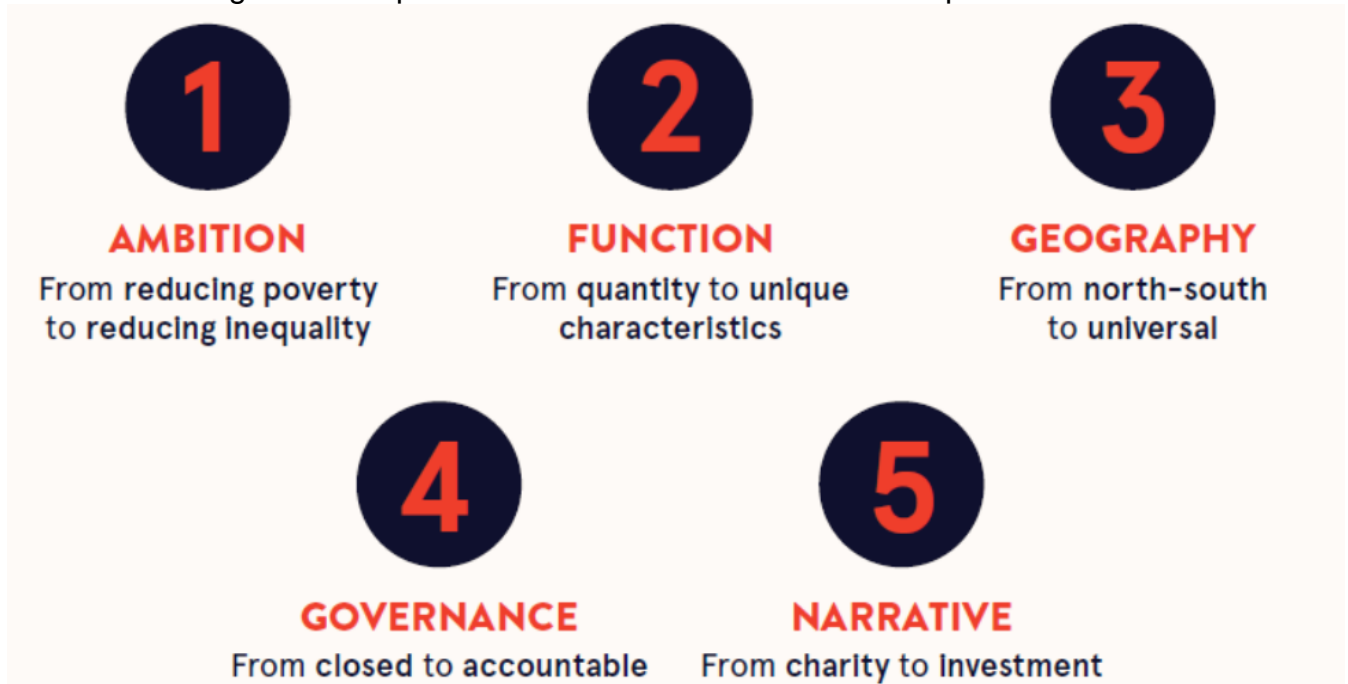 1
2
3
AMBITION
FUNCTION
GEOGRAPHY
From reducing poverty
to reducing inequality
From quantity to unique
characteristics
From north-south
to universal
4
5
GOVERNANCE
NARRATIVE
From closed to accountable
From charity to investment